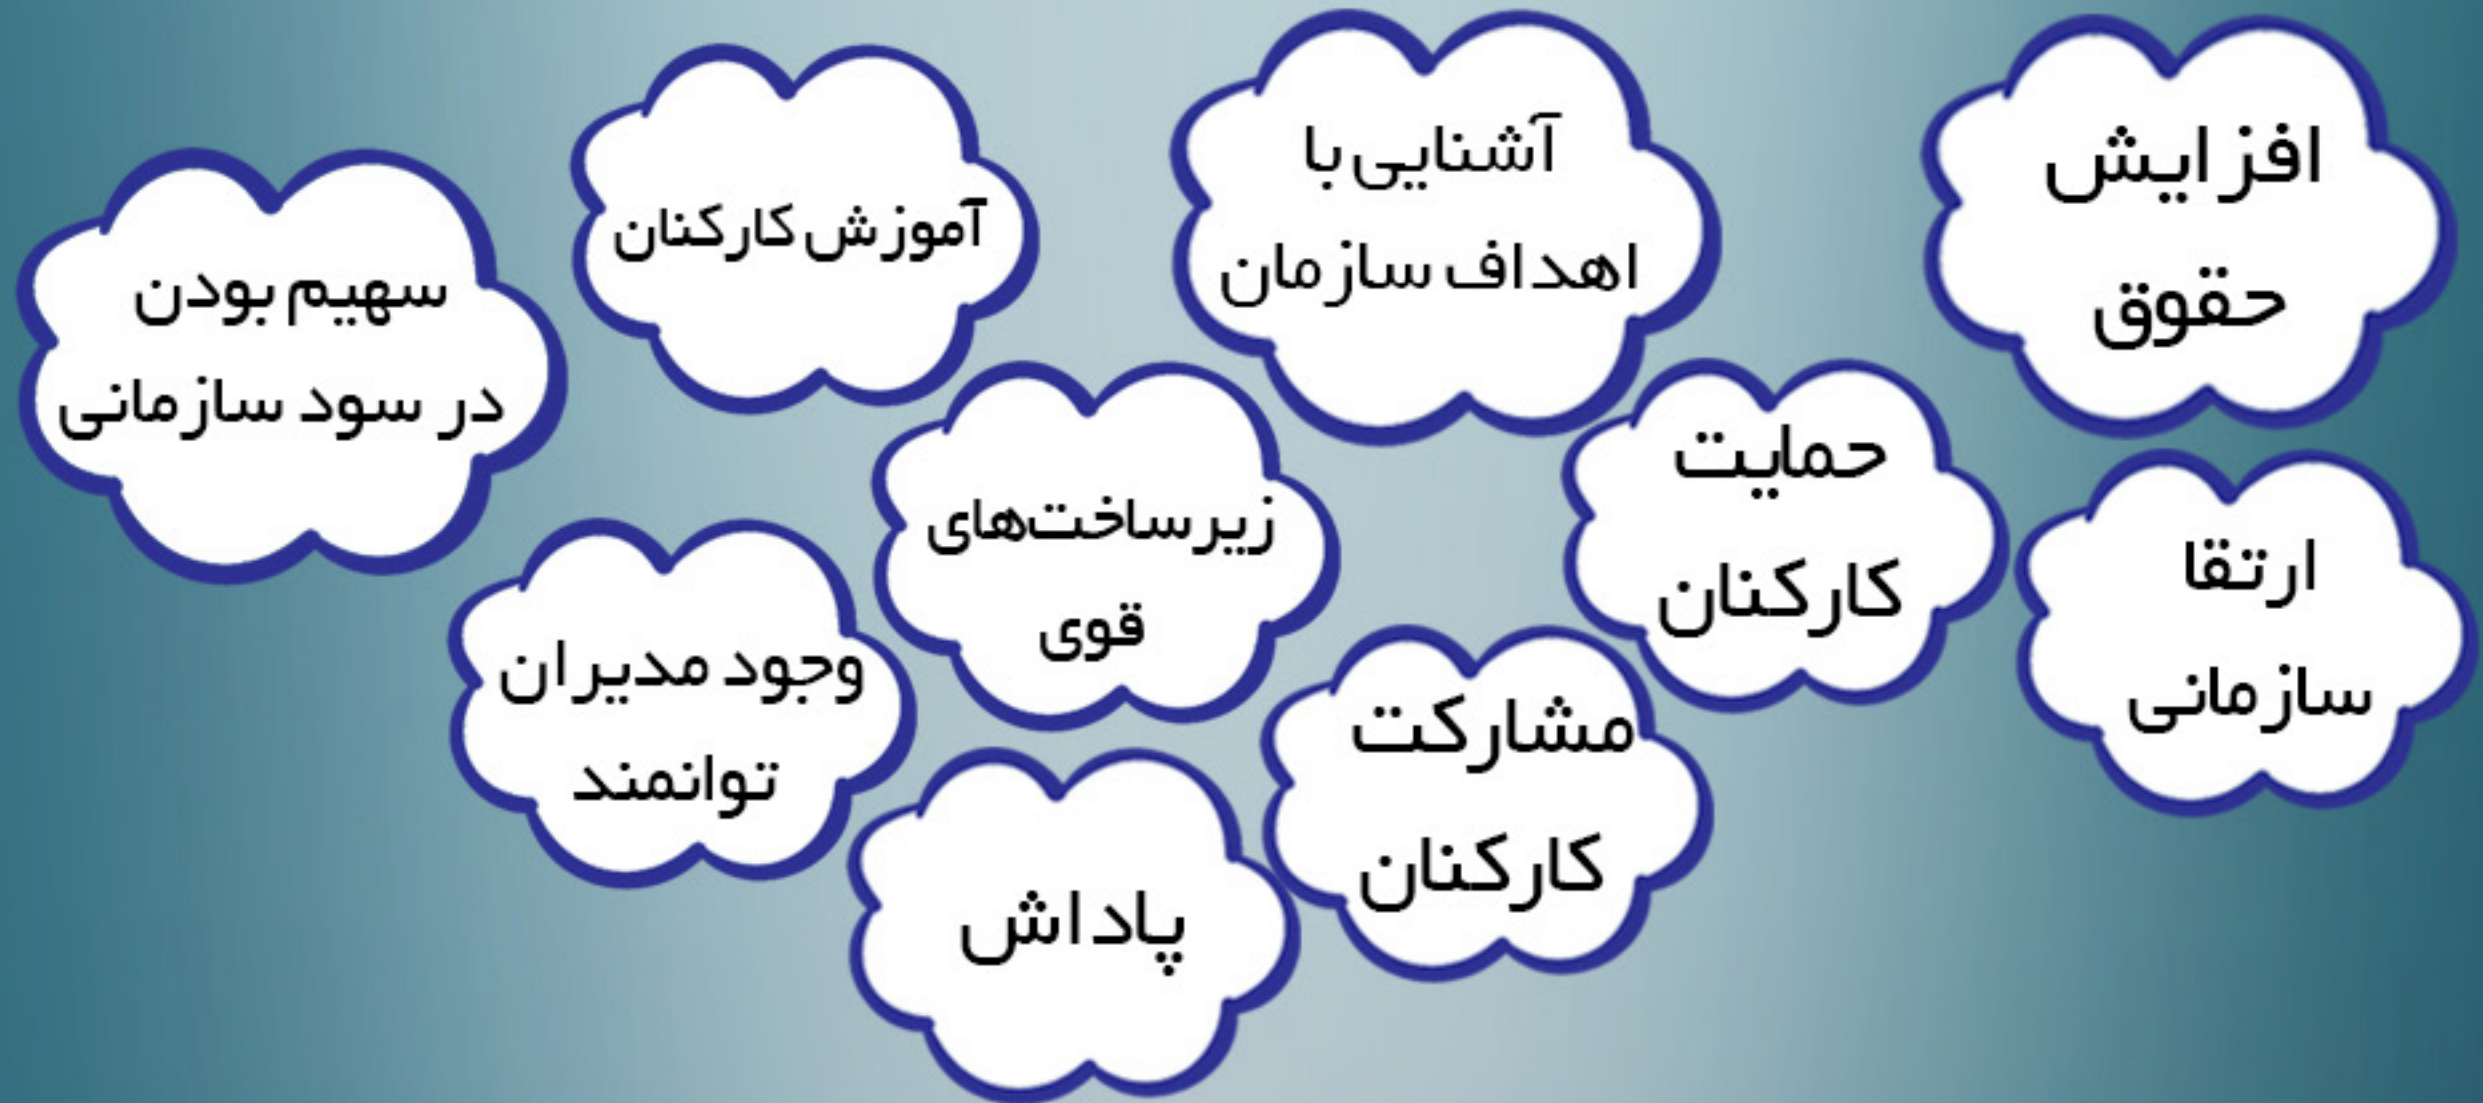 افزایش
حقوق
آشنایی با
اهداف سازمان
آموزش کارکنان
سهیم بودن
در سود سازمانی
ارتقا
سازمانی
حمایت
کارکنان
زیرساخت‌های
قوی
وجود مدیران
توانمند
مشارکت
کارکنان
پاداش